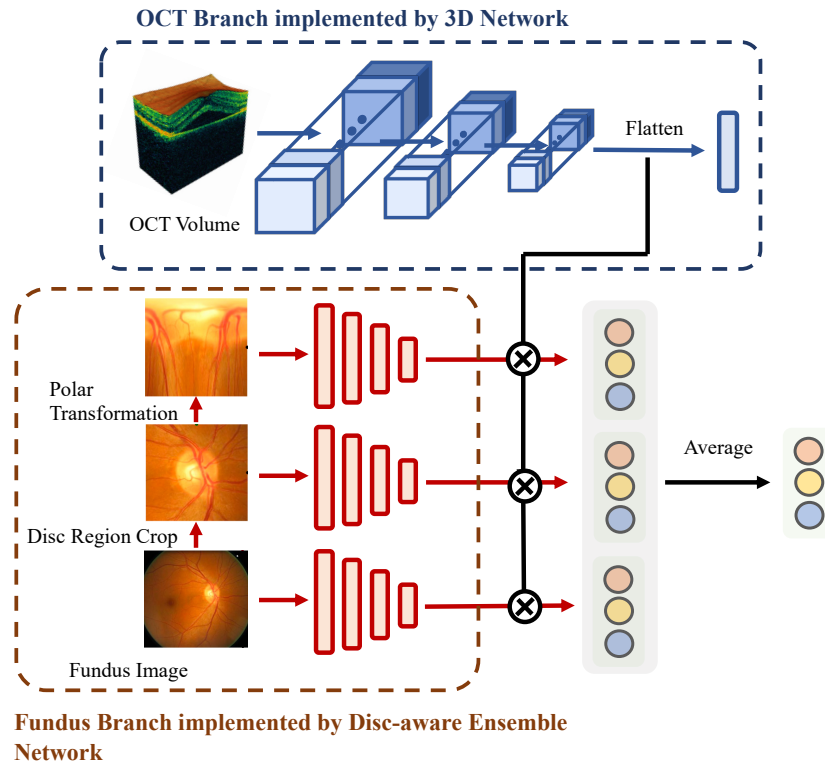 OCT Branch implemented by 3D Network
Flatten
OCT Volume
Polar
Transformation
Average
Disc Region Crop
Fundus Image
Fundus Branch implemented by Disc-aware Ensemble
Network